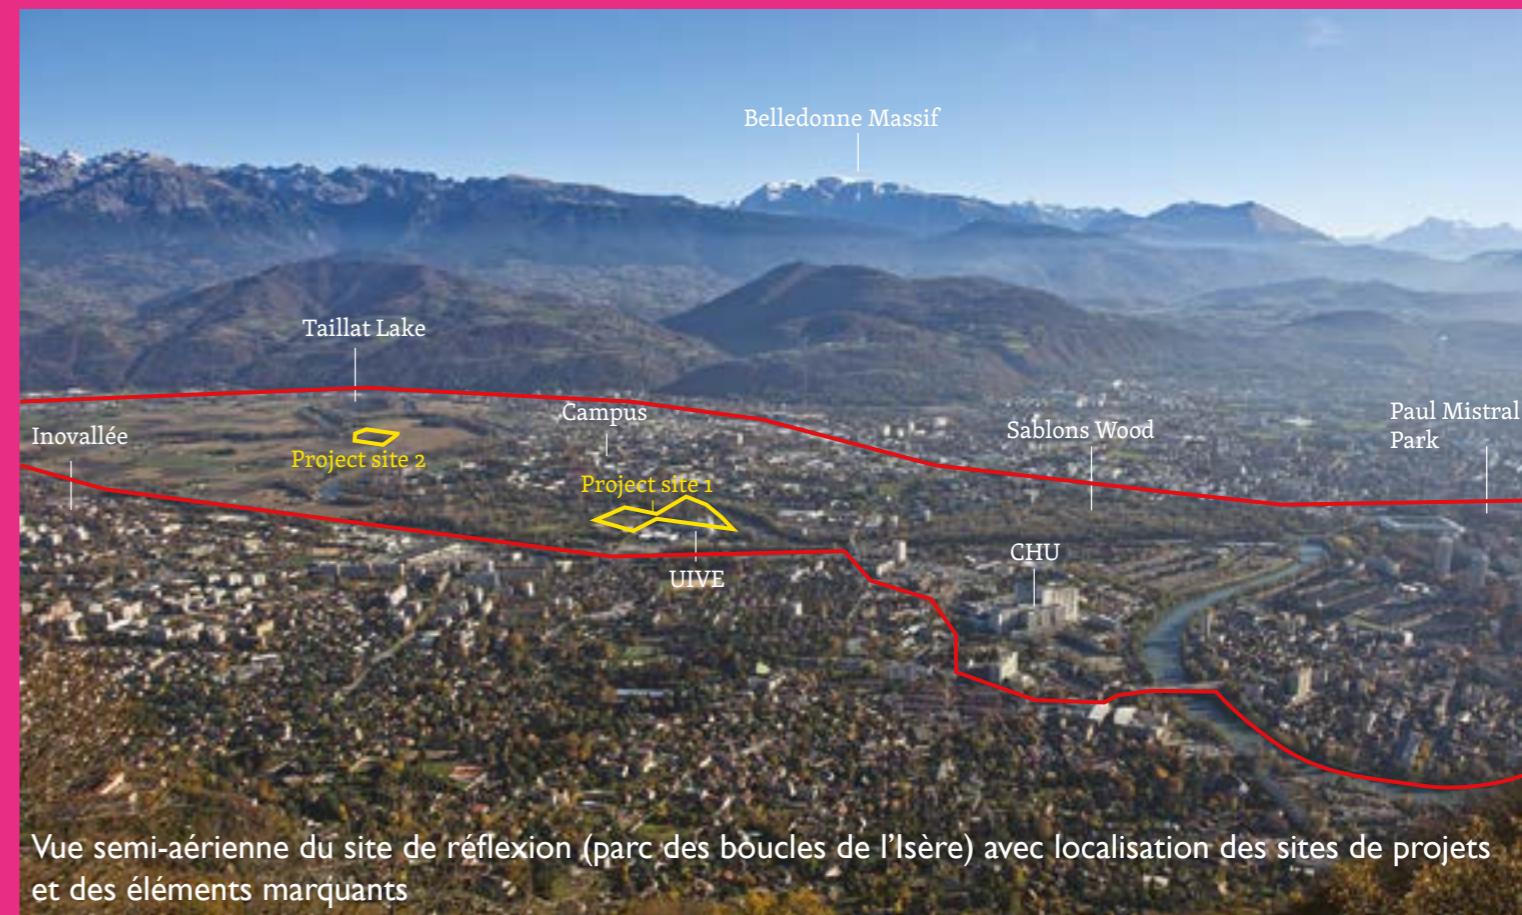 Belledonne Massif
Taillat Lake
Campus
Paul Mistral
Park
Sablons Wood
Inovallée
Project site 2
Project site 1
CHU
UIVE
Vue semi-aérienne du site de réflexion (parc des boucles de l'Isère) avec localisation des sites de projets
et des éléments marquants